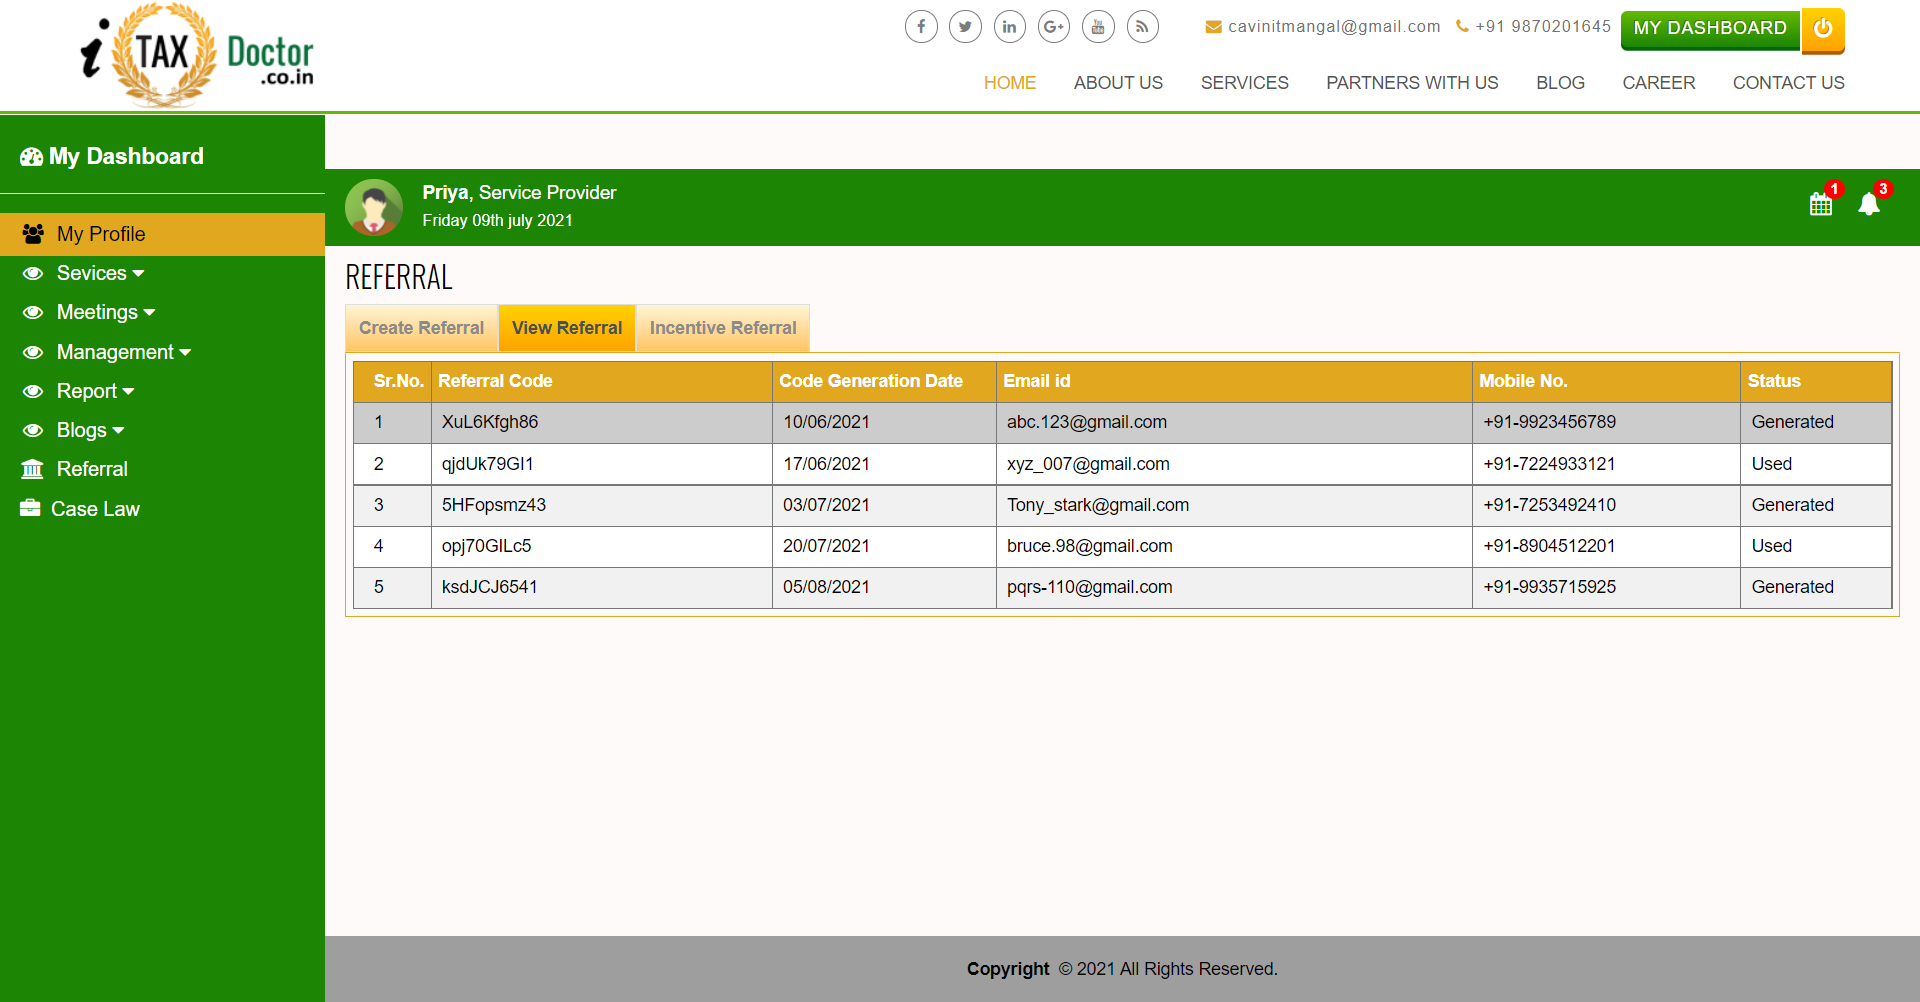 i TAX Doctor
.co.in
cavinitmangal@gmail.com +91 9870201645 MY DASHBOARD
HOME ABOUT US SERVICES PARTNERS WITH US BLOG CAREER CONTACT US
My Dashboard
Priya, Service Provider
Friday 09th july 2021
1 3
My Profile
Sevices
Meetings
Management
Report
Blogs
Referral
Case Law
REFERRAL
Create Referral View Referral Incentive Referral
Sr.No. Referral Code Code Generation Date Email id Mobile No. Status
1 XuL6Kfgh86 10/06/2021 abc.123@gmail.com +91-9923456789 Generated
2 qjdUk79GI1 17/06/2021 xyz_007@gmail.com +91-7224933121 Used
3 5HFopsmz43 03/07/2021 Tony_stark@gmail.com +91-7253492410 Generated
4 opj70GILc5 20/07/2021 bruce.98@gmail.com +91-8904512201 Used
5 ksdJCJ6541 05/08/2021 pqrs-110@gmail.com +91-9935715925 Generated
Copyright © 2021 All Rights Reserved.